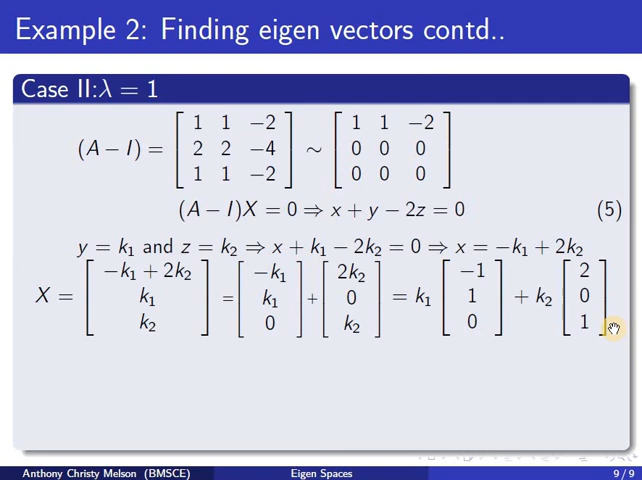 Example 2: Finding eigen vectors contd..
Case II:λ = 1
(A − I) = [1 1 −2; 2 2 −4; 1 1 −2] ∼ [1 1 −2; 0 0 0; 0 0 0]
(A − I)X = 0 ⇒ x + y − 2z = 0 (5)
y = k₁ and z = k₂ ⇒ x + k₁ − 2k₂ = 0 ⇒ x = −k₁ + 2k₂
X = [−k₁ + 2k₂; k₁; k₂] = [−k₁; k₁; 0] + [2k₂; 0; k₂] = k₁ [−1; 1; 0] + k₂ [2; 0; 1]
Anthony Christy Melson (BMSCE) Eigen Spaces 9 / 9